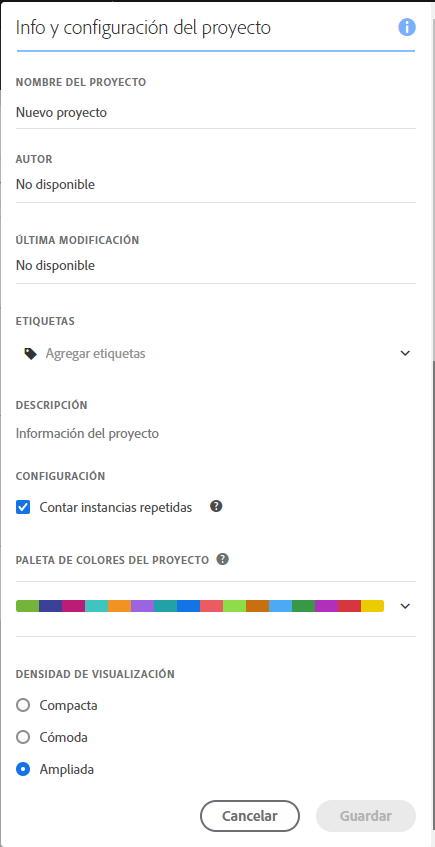 Info y configuración del proyecto
NOMBRE DEL PROYECTO
Nuevo proyecto
AUTOR
No disponible
ÚLTIMA MODIFICACIÓN
No disponible
ETIQUETAS
Agregar etiquetas
DESCRIPCIÓN
Información del proyecto
CONFIGURACIÓN
Contar instancias repetidas
PALETA DE COLORES DEL PROYECTO
DENSIDAD DE VISUALIZACIÓN
Compacta
Cómoda
Ampliada
Cancelar Guardar